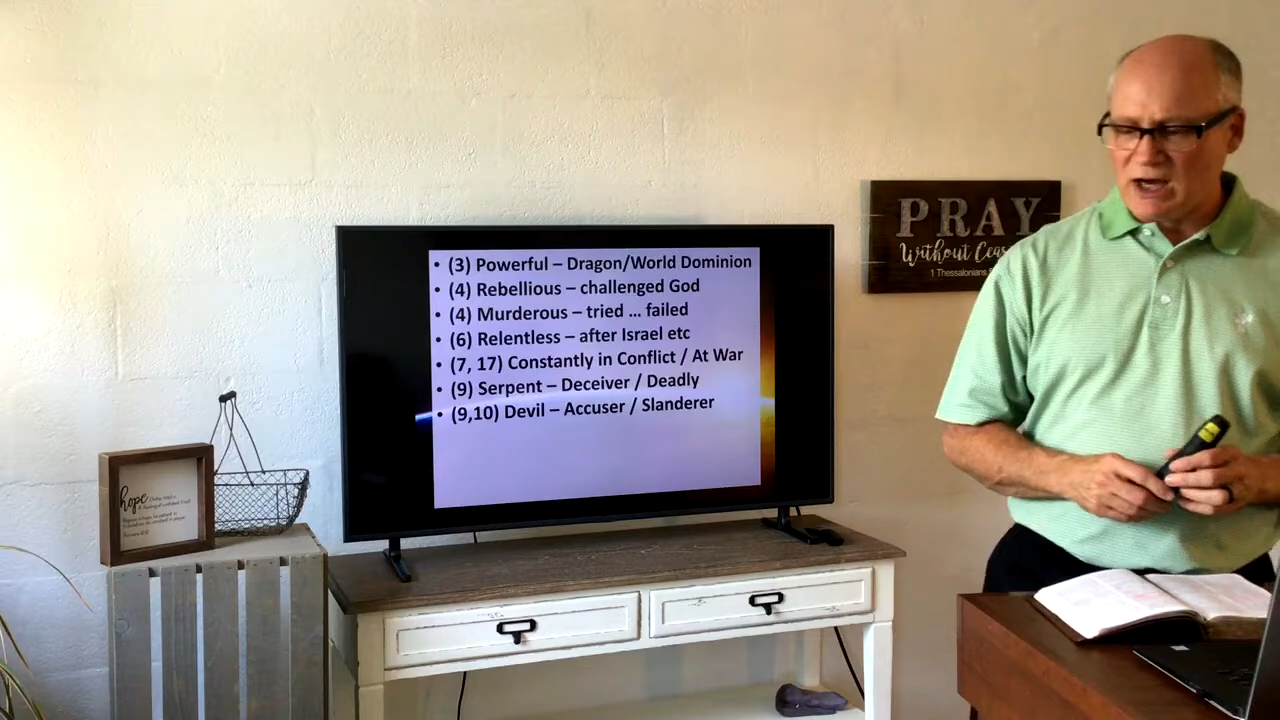 • (3) Powerful – Dragon/World Dominion
• (4) Rebellious – challenged God
• (4) Murderous – tried ... failed
• (6) Relentless – after Israel etc
• (7, 17) Constantly in Conflict / At War
• (9) Serpent – Deceiver / Deadly
• (9,10) Devil – Accuser / Slanderer
PRAY
Without
1 Thessalonians
hope